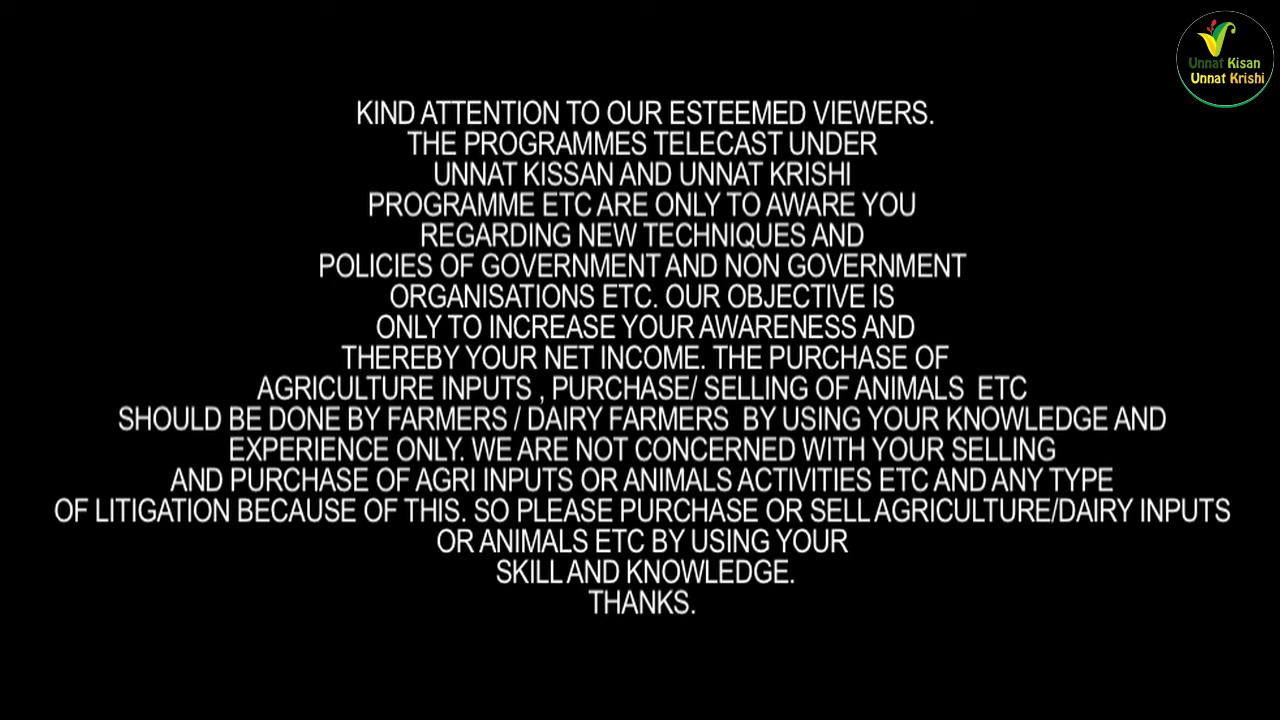 Unnat Kisan
Unnat Krishi
KIND ATTENTION TO OUR ESTEEMED VIEWERS.
THE PROGRAMMES TELECAST UNDER
UNNAT KISSAN AND UNNAT KRISHI
PROGRAMME ETC ARE ONLY TO AWARE YOU
REGARDING NEW TECHNIQUES AND
POLICIES OF GOVERNMENT AND NON GOVERNMENT
ORGANISATIONS ETC. OUR OBJECTIVE IS
ONLY TO INCREASE YOUR AWARENESS AND
THEREBY YOUR NET INCOME. THE PURCHASE OF
AGRICULTURE INPUTS , PURCHASE/ SELLING OF ANIMALS ETC
SHOULD BE DONE BY FARMERS / DAIRY FARMERS BY USING YOUR KNOWLEDGE AND
EXPERIENCE ONLY. WE ARE NOT CONCERNED WITH YOUR SELLING
AND PURCHASE OF AGRI INPUTS OR ANIMALS ACTIVITIES ETC AND ANY TYPE
OF LITIGATION BECAUSE OF THIS. SO PLEASE PURCHASE OR SELL AGRICULTURE/DAIRY INPUTS
OR ANIMALS ETC BY USING YOUR
SKILL AND KNOWLEDGE.
THANKS.